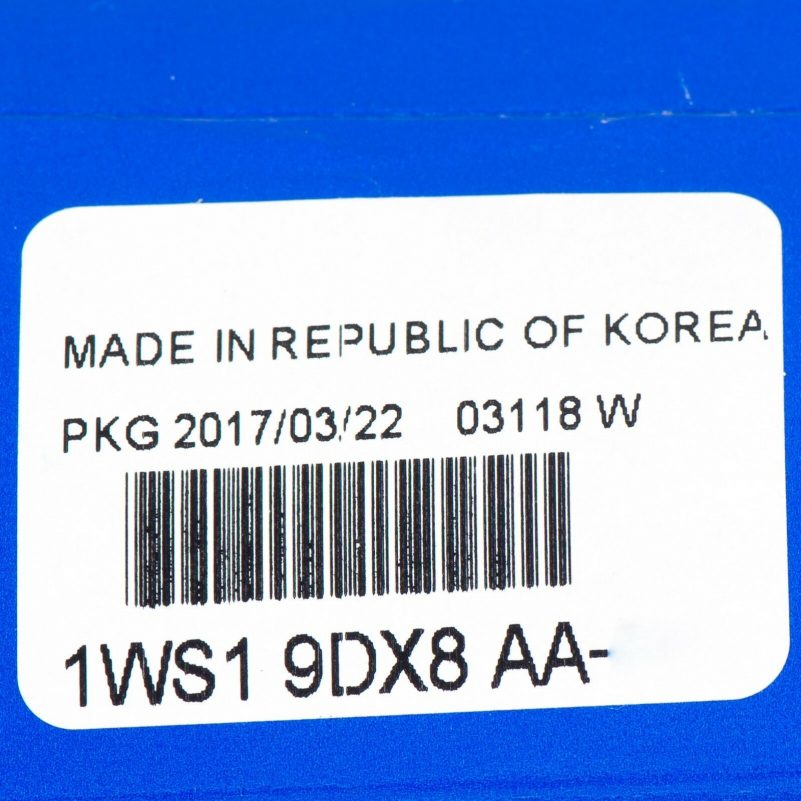 MADE IN REPUBLIC OF KOREA
PKG 2017/03/22 03118 W
1WS1 9DX8 AA-